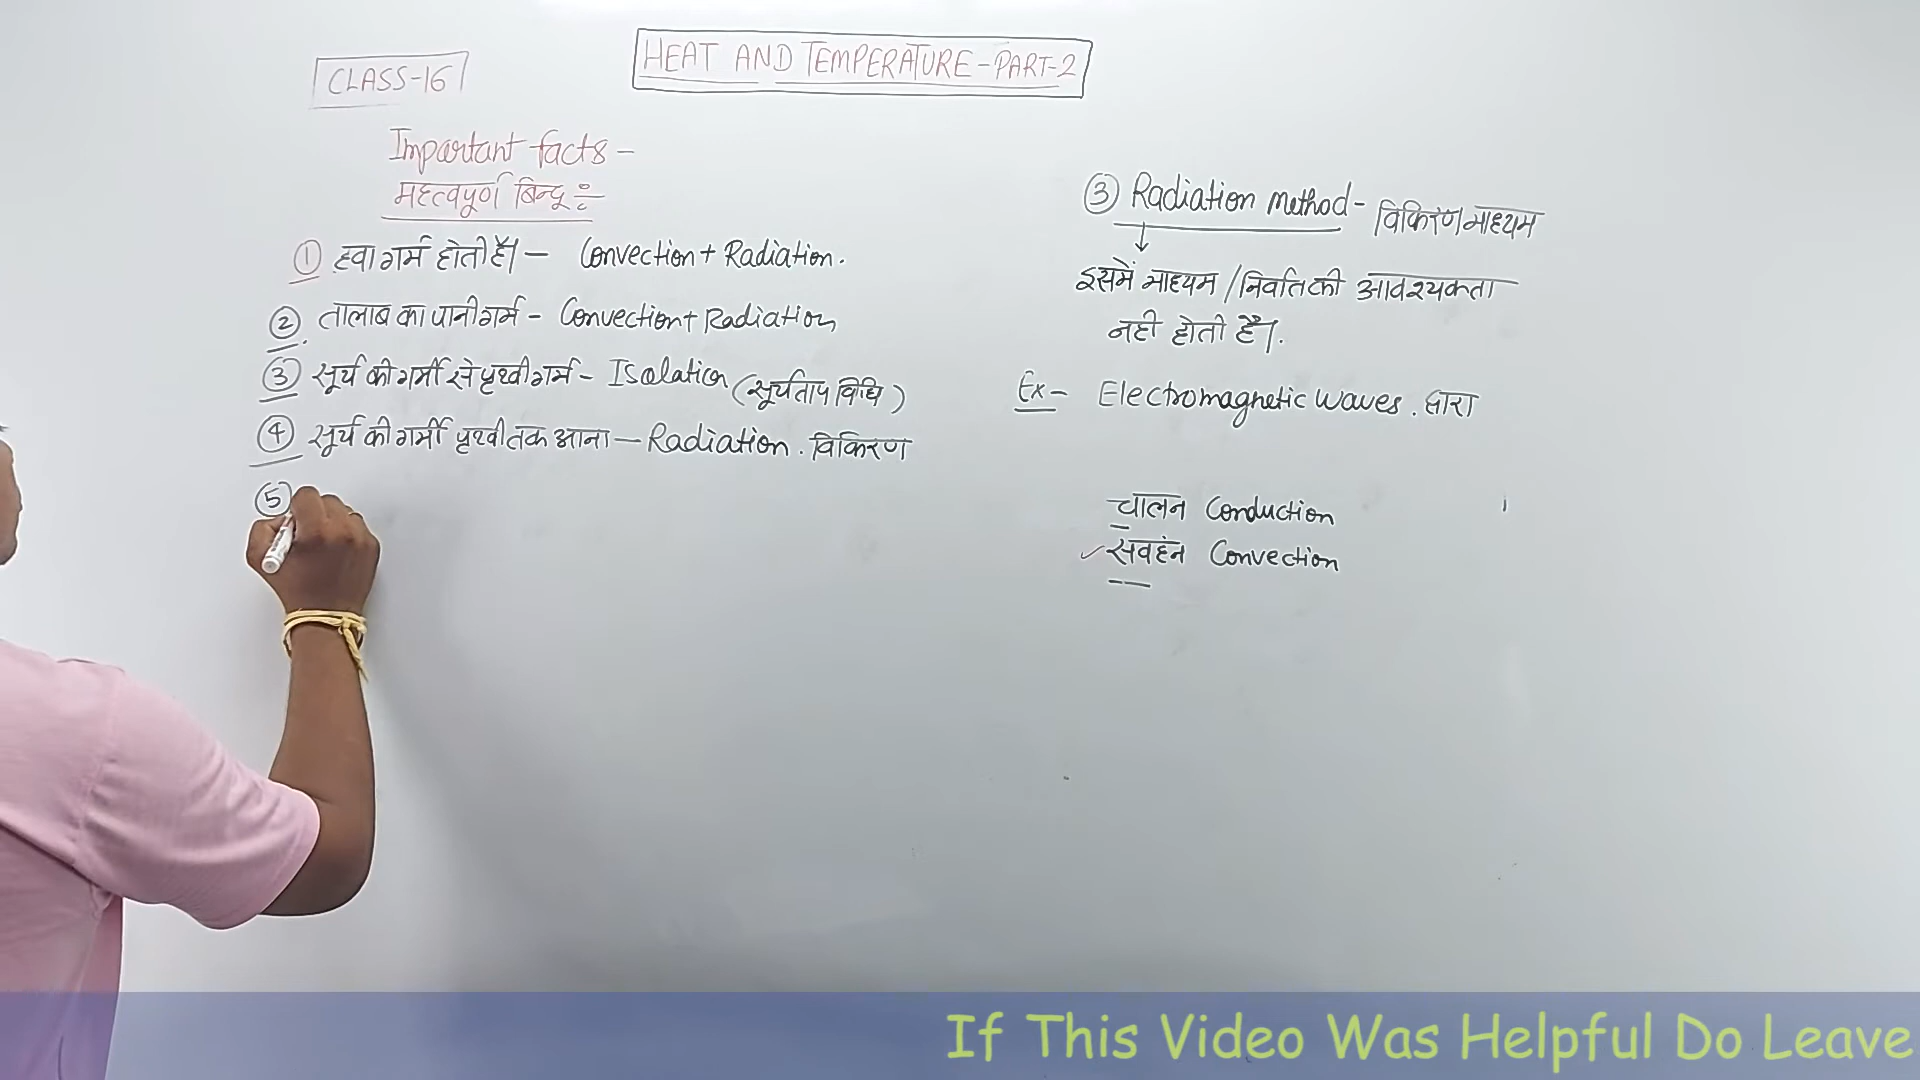 CLASS-16
HEAT AND TEMPERATURE - PART-2
Important facts -
महत्वपूर्ण बिन्दू ÷
① हवा गर्म होती है। - Convection + Radiation.
② तालाब का पानी गर्म - Convection + Radiation
③ सूर्य की गर्मी से पृथ्वी गर्म - Isolation (सूर्यताप विधि)
④ सूर्य की गर्मी पृथ्वी तक आना - Radiation. विकिरण
⑤
③ Radiation method - विकिरण माध्यम
↓
इसमें माध्यम / निर्वात की आवश्यकता
नही होती है।.
Ex - Electromagnetic waves. द्वारा
चालन Conduction
✓ सवहंन Convection
If This Video Was Helpful Do Leave